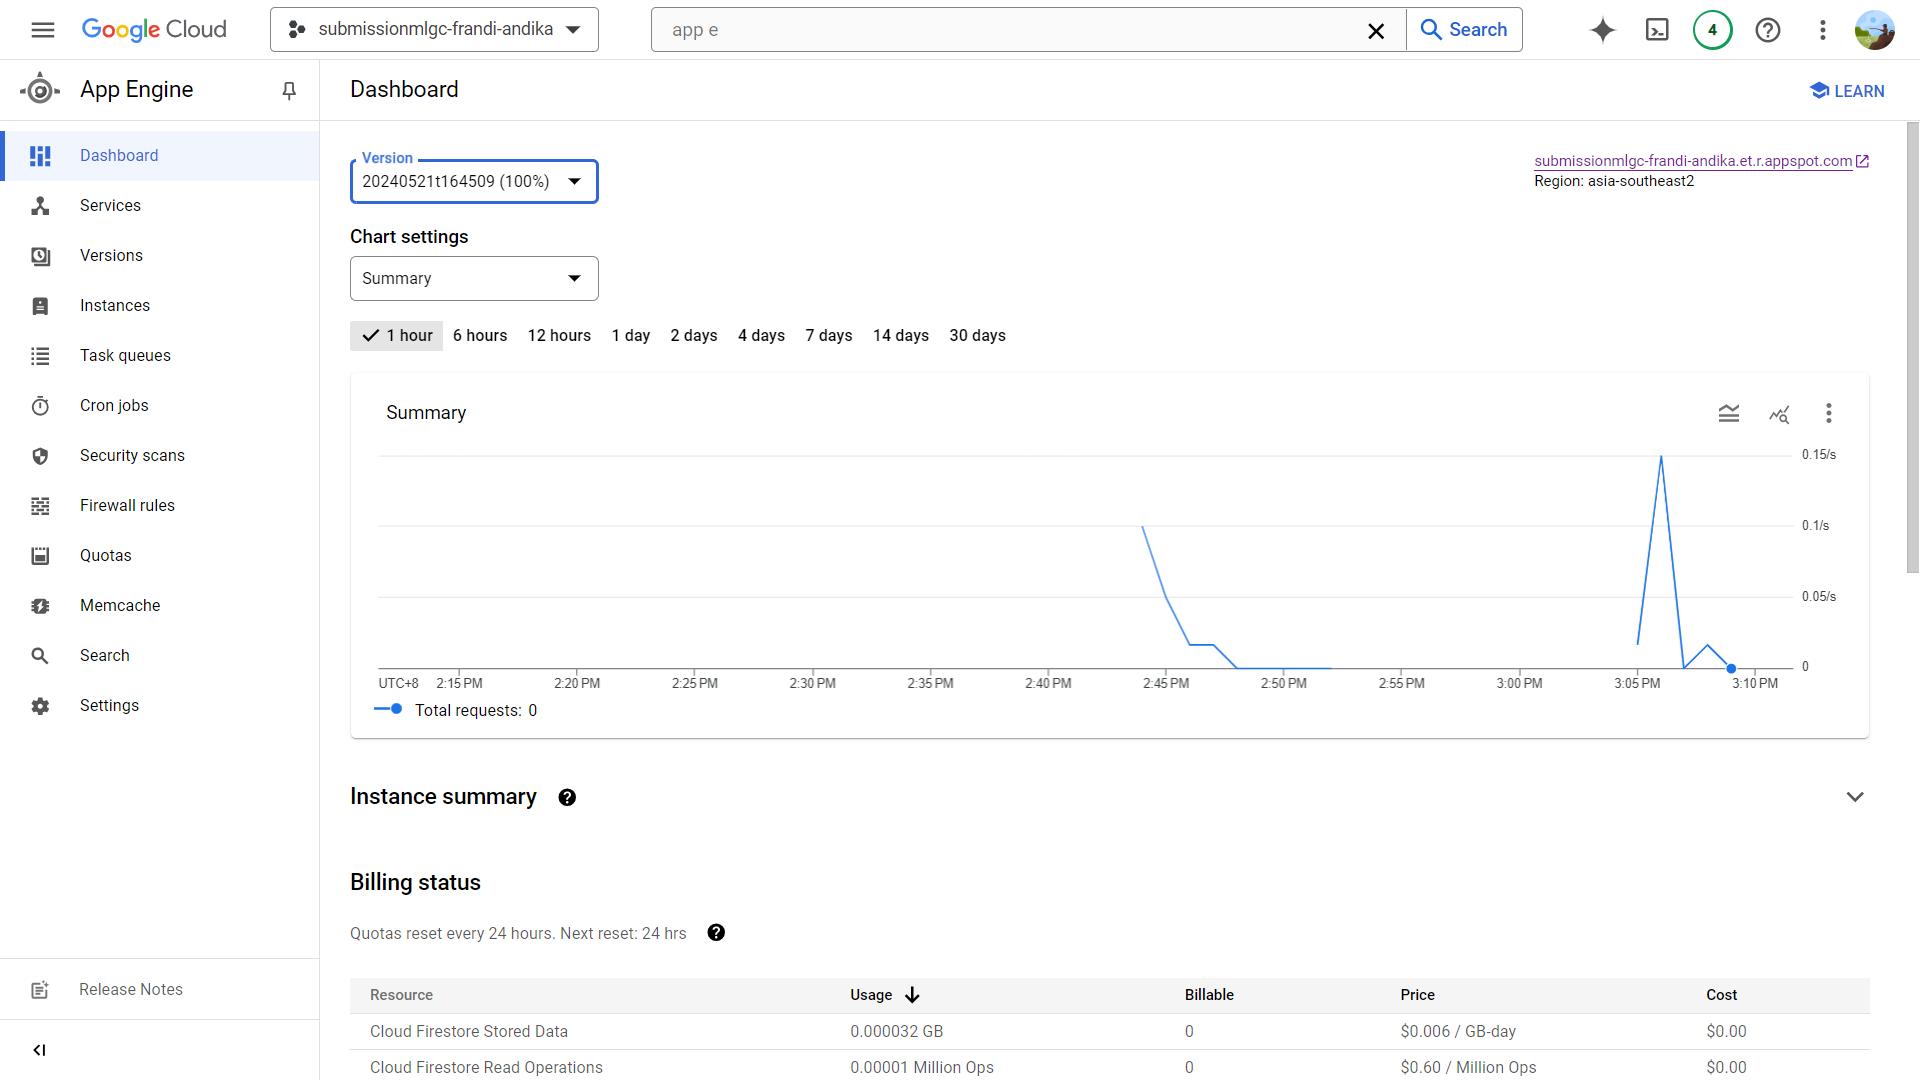 Google Cloud
submissionmlgc-frandi-andika
app e
Search
4
App Engine
Dashboard
LEARN
Dashboard
Services
Versions
Instances
Task queues
Cron jobs
Security scans
Firewall rules
Quotas
Memcache
Search
Settings
Release Notes
Version
20240521t164509 (100%)
submissionmlgc-frandi-andika.et.r.appspot.com
Region: asia-southeast2
Chart settings
Summary
1 hour 6 hours 12 hours 1 day 2 days 4 days 7 days 14 days 30 days
Summary
0.15/s
0.1/s
0.05/s
0
UTC+8 2:15 PM 2:20 PM 2:25 PM 2:30 PM 2:35 PM 2:40 PM 2:45 PM 2:50 PM 2:55 PM 3:00 PM 3:05 PM 3:10 PM
Total requests: 0
Instance summary
Billing status
Quotas reset every 24 hours. Next reset: 24 hrs
Resource Usage Billable Price Cost
Cloud Firestore Stored Data 0.000032 GB 0 $0.006 / GB-day $0.00
Cloud Firestore Read Operations 0.00001 Million Ops 0 $0.60 / Million Ops $0.00